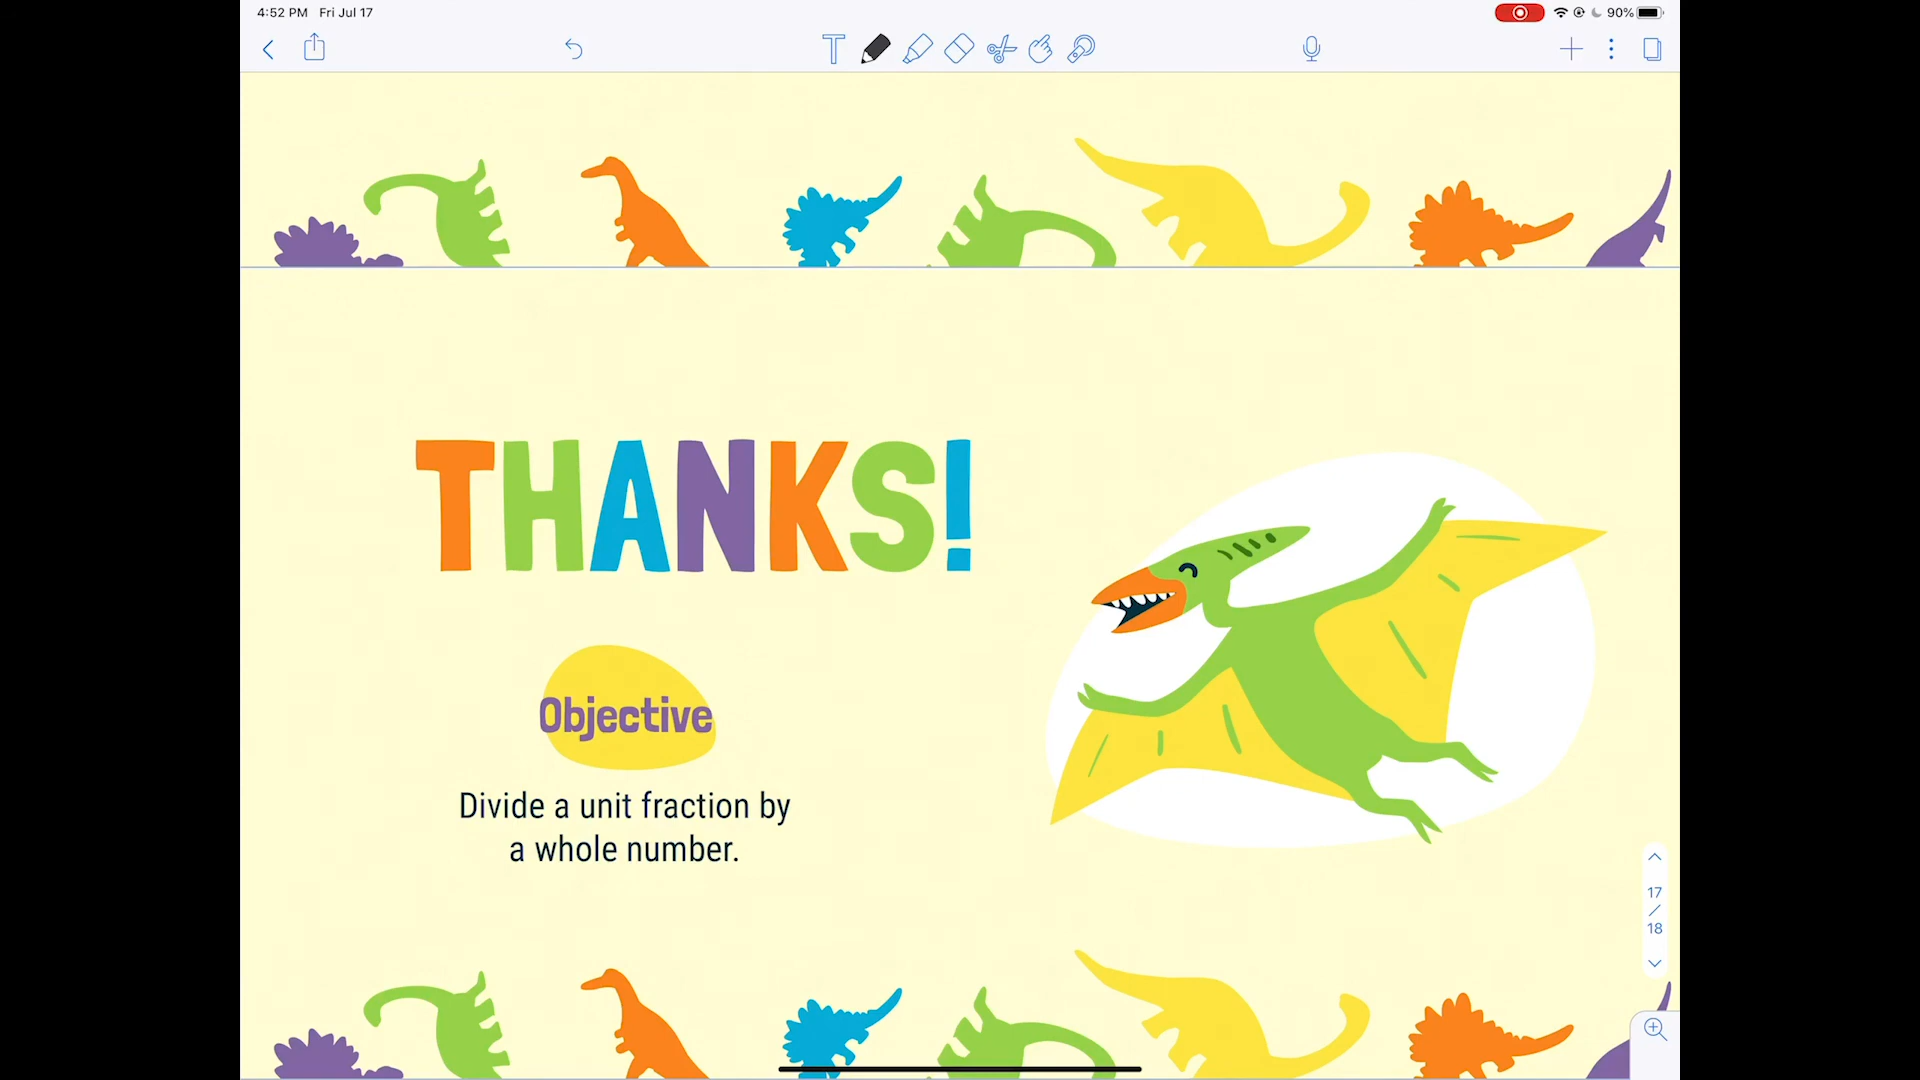 4:52 PM Fri Jul 17
90%
T
THANKS!
Objective
Divide a unit fraction by
a whole number.
17
/
18